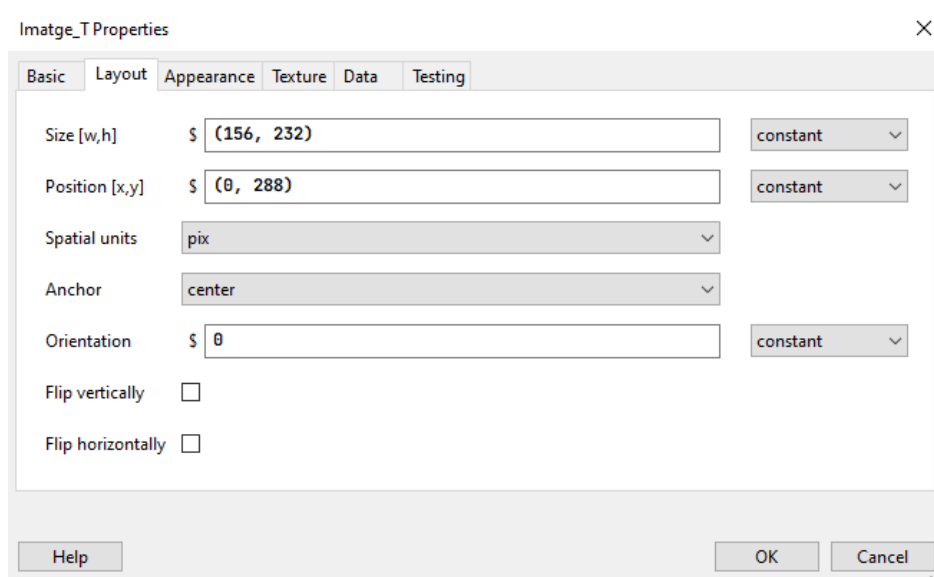 Imatge_T Properties
Basic Layout Appearance Texture Data Testing
Size [w,h] $ (156, 232) constant
Position [x,y] $ (0, 288) constant
Spatial units pix
Anchor center
Orientation $ 0 constant
Flip vertically
Flip horizontally
Help OK Cancel